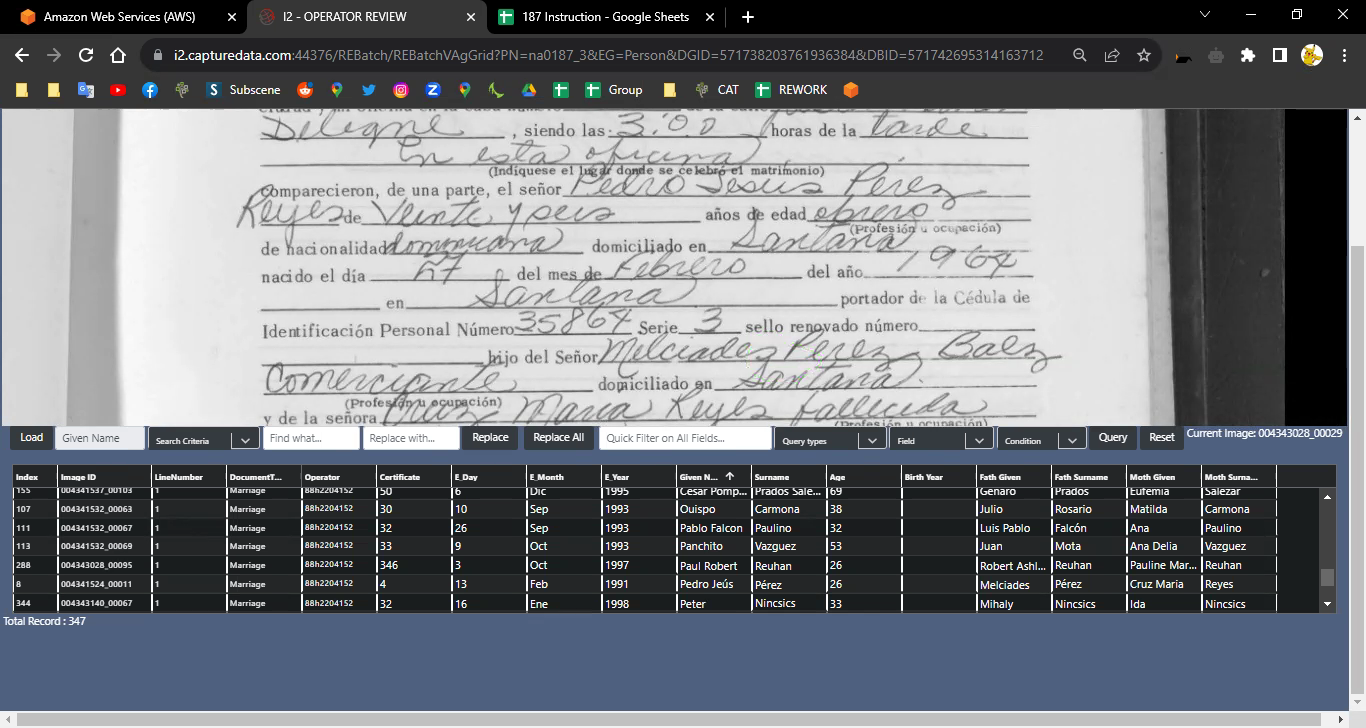 Amazon Web Services (AWS)
I2 - OPERATOR REVIEW
187 Instruction - Google Sheets
i2.capturedata.com:44376/REBatch/REBatchVAgGrid?PN=na0187_3&EG=Person&DGID=5717382037619363384&DBID=571742695314163712
Subscene
Group
CAT
REWORK
Deligne, siendo las 3:00 horas de la tarde
En esta oficina
(Indíquese el lugar donde se celebró el matrimonio)
Comparecieron, de una parte, el señor Pedro Jesus Pérez
Reyes de Veinte y seis años de edad obrero
(Profesión u ocupación)
de nacionalidad dominicana domiciliado en Santana
nacido el día 27 del mes de Febrero del año 1964
en Santana portador de la Cédula de
Identificación Personal Número 35864 Serie 3 sello renovado número
hijo del Señor Melciades Perez Baez
Comerciante domiciliado en Santana
(Profesión u ocupación)
y de la señora Cruz Maria Reyes fallecida
(Profesión u ocupación)
Load Given Name Search Criteria Find what... Replace with... Replace Replace All Quick Filter on All Fields... Query types Field Condition Query Reset Current Image: 004343028_00029
Index Image ID LineNumber DocumentT... Operator Certificate E_Day E_Month E_Year Given N... Surname Age Birth Year Fath Given Fath Surname Moth Given Moth Surna...
155 004341537_00103 1 Marriage 88h2204152 50 6 Dic 1995 Cesar Pomp... Prados Sale... 69 Genaro Prados Eufemia Salezar
107 004341532_00063 1 Marriage 88h2204152 30 10 Sep 1993 Ouispo Carmona 38 Julio Rosario Matilda Carmona
111 004341532_00067 1 Marriage 88h2204152 32 26 Sep 1993 Pablo Falcon Paulino 32 Luis Pablo Falcón Ana Paulino
113 004341532_00069 1 Marriage 88h2204152 33 9 Oct 1993 Panchito Vazguez 53 Juan Mota Ana Delia Vazguez
288 004343028_00095 1 Marriage 88h2204152 346 3 Oct 1997 Paul Robert Reuhan 26 Robert Ashl... Reuhan Pauline Mar... Reuhan
8 004341524_00011 1 Marriage 88h2204152 4 13 Feb 1991 Pedro Jeús Pérez 26 Melciades Pérez Cruz Maria Reyes
344 004343140_00067 1 Marriage 88h2204152 32 16 Ene 1998 Peter Nincsics 33 Mihaly Nincsics Ida Nincsics
Total Record : 347